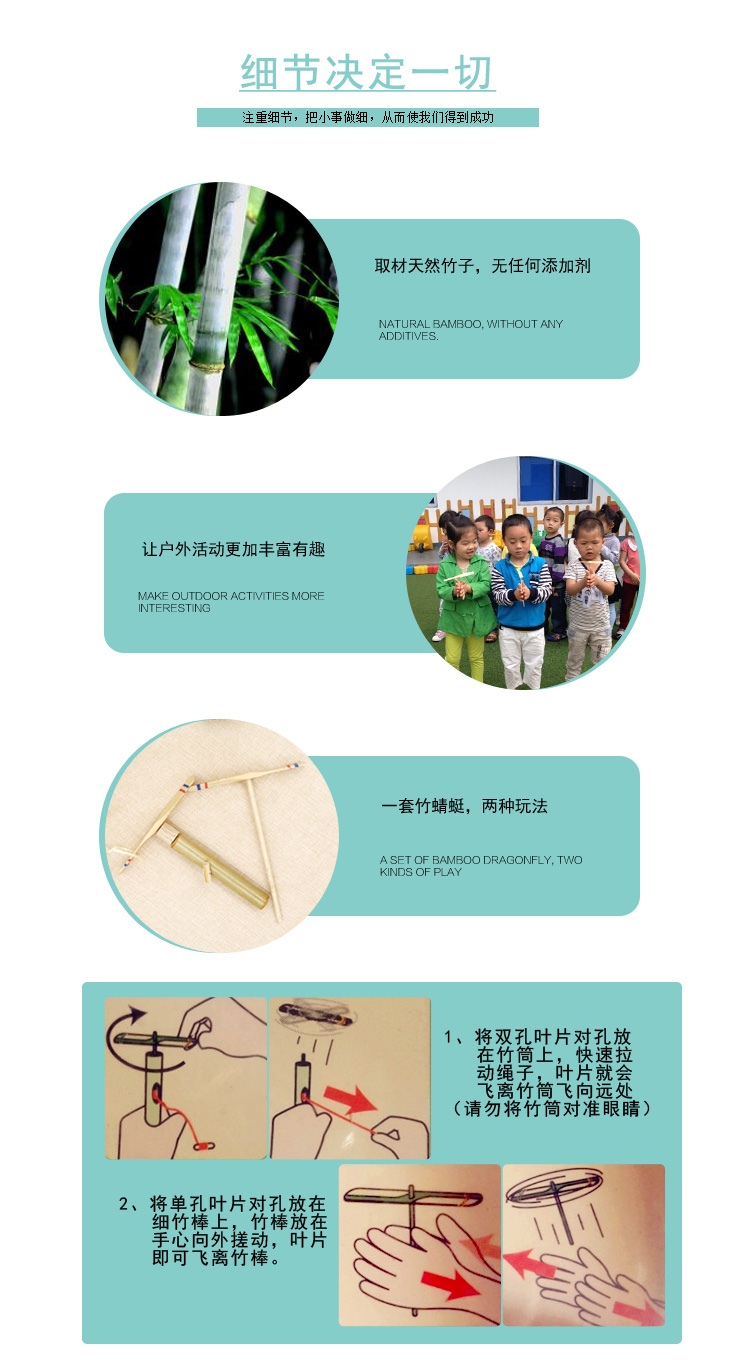 细节决定一切
注重细节，把小事做细，从而使我们得到成功
取材天然竹子，无任何添加剂
NATURAL BAMBOO, WITHOUT ANY
ADDITIVES.
让户外活动更加丰富有趣
MAKE OUTDOOR ACTIVITIES MORE
INTERESTING
一套竹蜻蜓，两种玩法
A SET OF BAMBOO DRAGONFLY, TWO
KINDS OF PLAY
1、将双孔叶片对孔放
在竹筒上，快速拉
动绳子，叶片就会
飞离竹筒飞向远处
（请勿将竹筒对准眼睛）
2、将单孔叶片对孔放在
细竹棒上，竹棒放在
手心向外搓动，叶片
即可飞离竹棒。